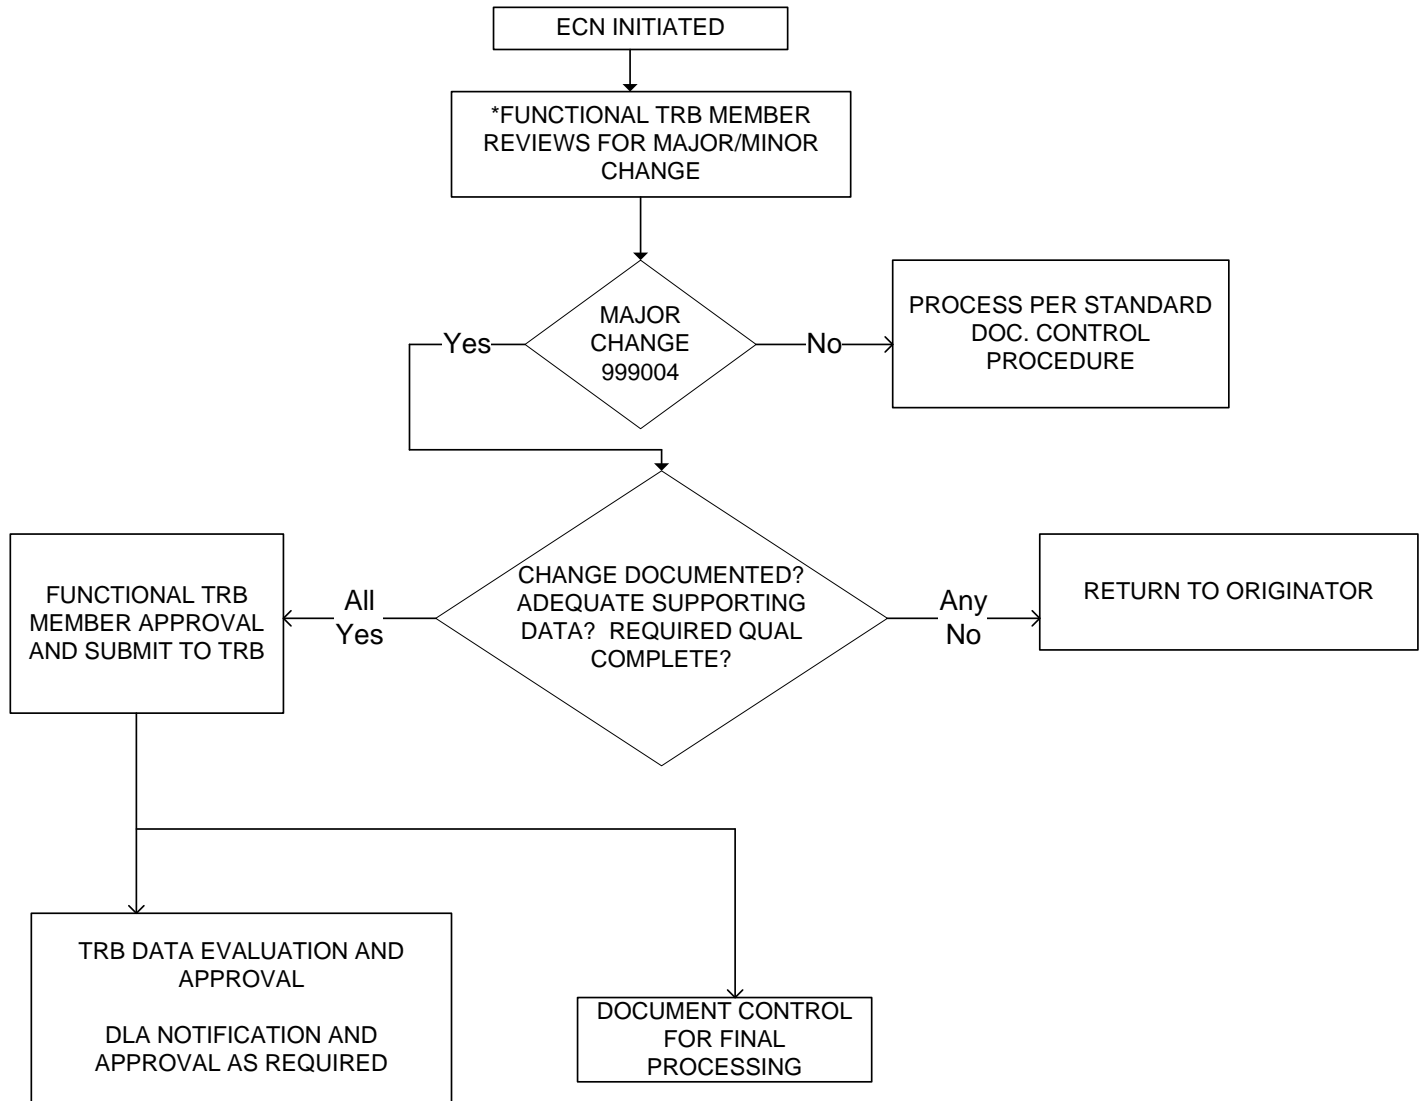 ECN INITIATED
*FUNCTIONAL TRB MEMBER
REVIEWS FOR MAJOR/MINOR
CHANGE
MAJOR
CHANGE
999004
Yes
No
PROCESS PER STANDARD
DOC. CONTROL
PROCEDURE
CHANGE DOCUMENTED?
ADEQUATE SUPPORTING
DATA? REQUIRED QUAL
COMPLETE?
All
Yes
Any
No
FUNCTIONAL TRB
MEMBER APPROVAL
AND SUBMIT TO TRB
RETURN TO ORIGINATOR
TRB DATA EVALUATION AND
APPROVAL
DLA NOTIFICATION AND
APPROVAL AS REQUIRED
DOCUMENT CONTROL
FOR FINAL
PROCESSING